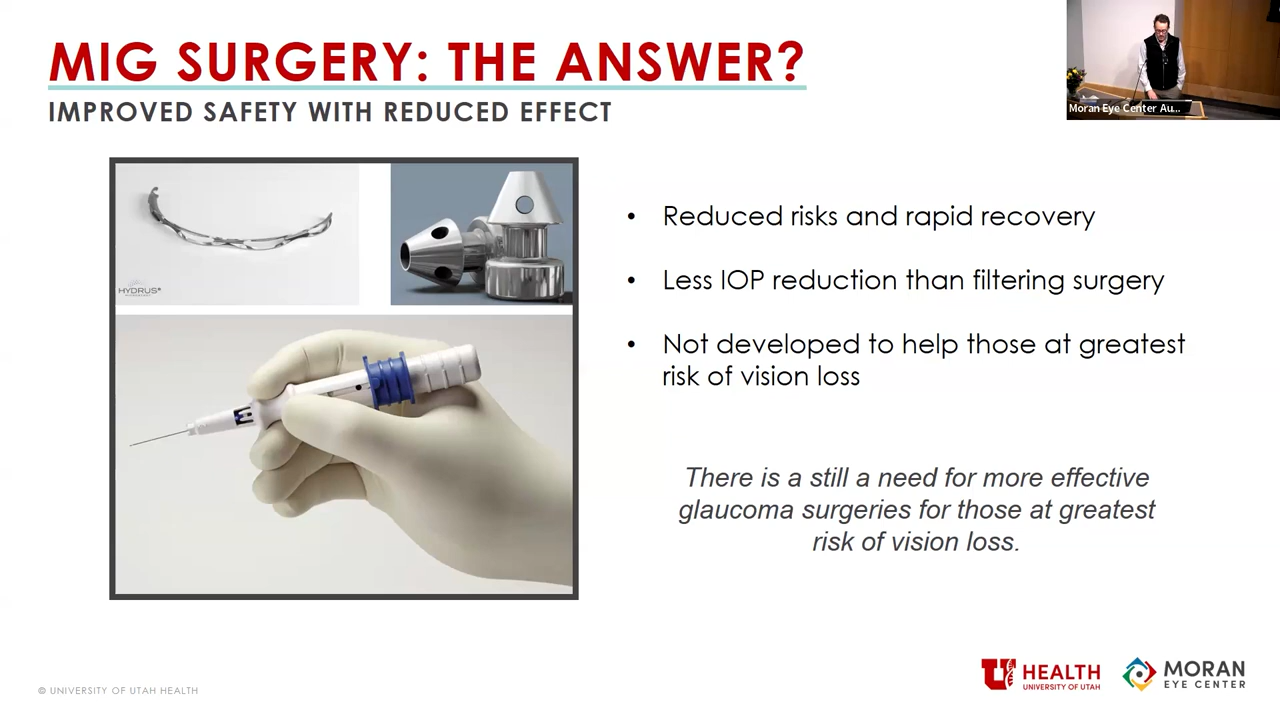 MIG SURGERY: THE ANSWER?
IMPROVED SAFETY WITH REDUCED EFFECT
Moran Eye Center Au...
HYDRUS®
• Reduced risks and rapid recovery
• Less IOP reduction than filtering surgery
• Not developed to help those at greatest
risk of vision loss
There is a still a need for more effective
glaucoma surgeries for those at greatest
risk of vision loss.
© UNIVERSITY OF UTAH HEALTH
U HEALTH
UNIVERSITY OF UTAH
MORAN
EYE CENTER